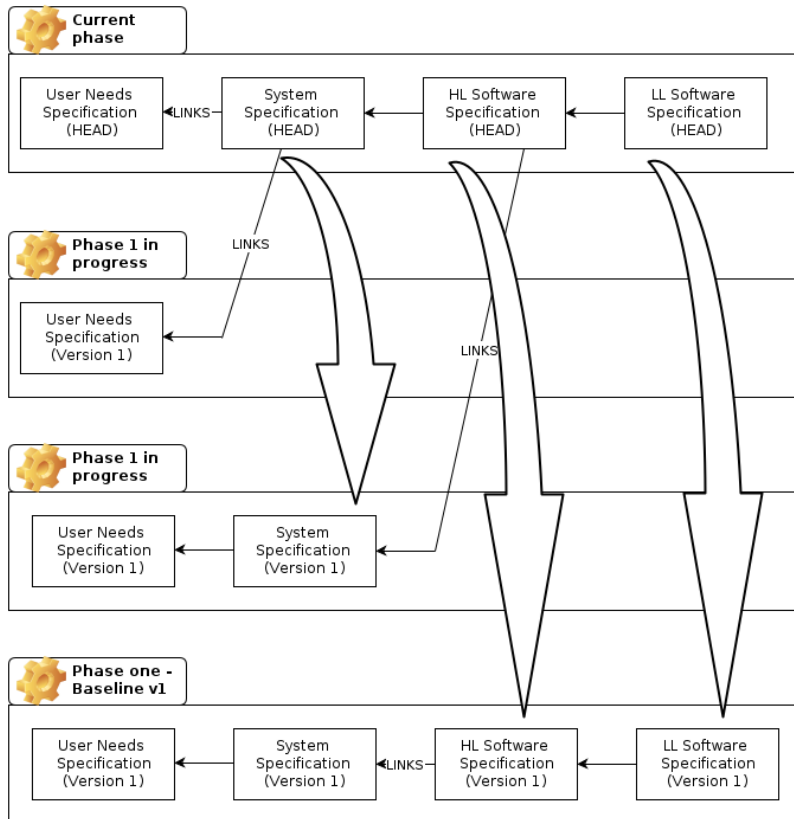 Current
phase
User Needs
Specification
(HEAD)
LINKS
System
Specification
(HEAD)
HL Software
Specification
(HEAD)
LL Software
Specification
(HEAD)
Phase 1 in
progress
LINKS
User Needs
Specification
(Version 1)
LINKS
Phase 1 in
progress
User Needs
Specification
(Version 1)
System
Specification
(Version 1)
Phase one -
Baseline v1
User Needs
Specification
(Version 1)
System
Specification
(Version 1)
LINKS
HL Software
Specification
(Version 1)
LL Software
Specification
(Version 1)